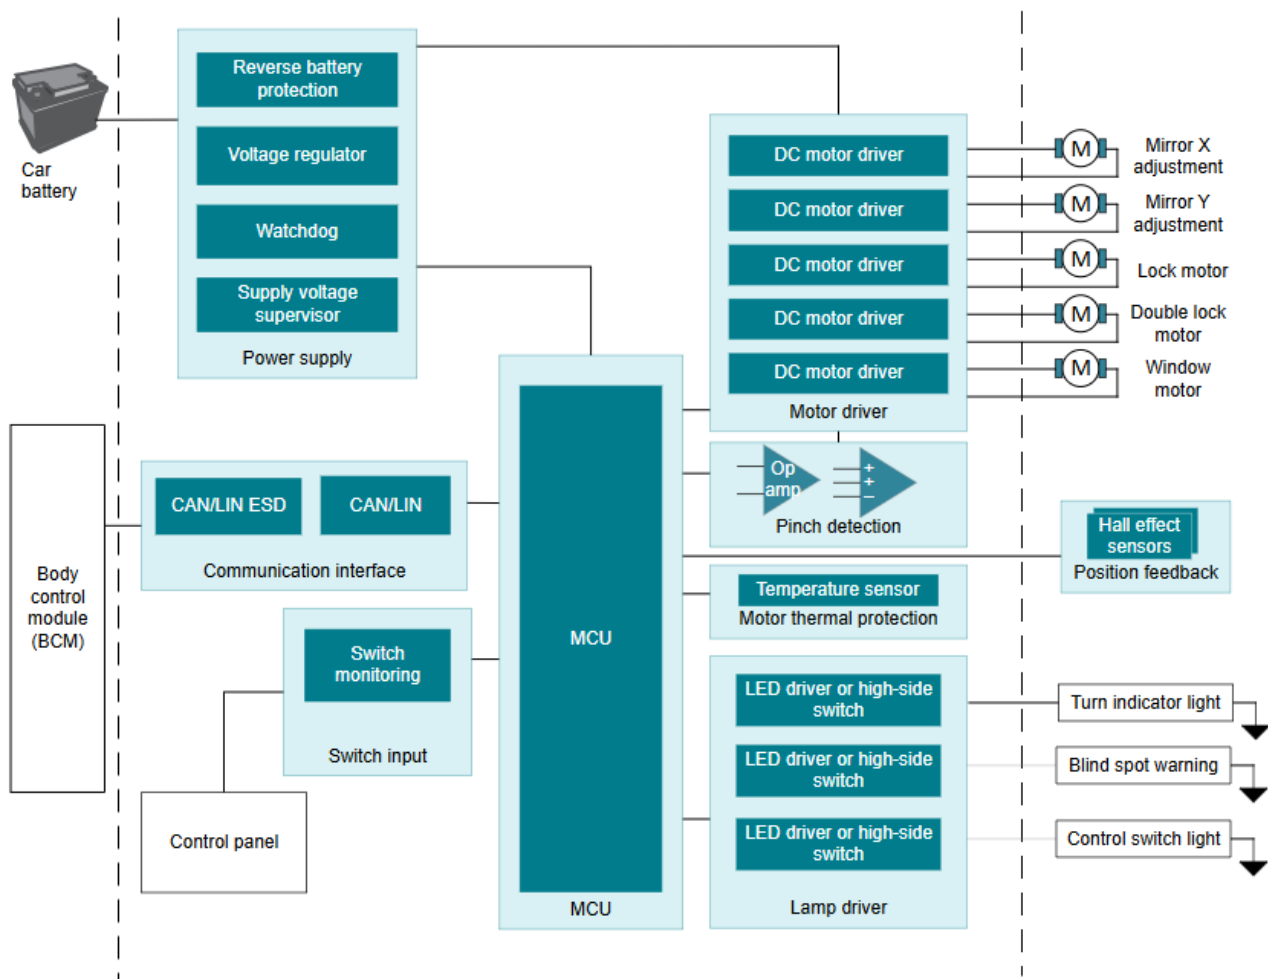 Reverse battery
protection
Voltage regulator
Watchdog
Supply voltage
supervisor
Power supply
Car
battery
DC motor driver
DC motor driver
DC motor driver
DC motor driver
DC motor driver
Motor driver
M
Mirror X
adjustment
M
Mirror Y
adjustment
M
Lock motor
M
Double lock
motor
M
Window
motor
Body
control
module
(BCM)
CAN/LIN ESD
CAN/LIN
Communication interface
Switch
monitoring
Switch input
Control panel
MCU
MCU
Op
amp
+
+
−
Pinch detection
Hall effect
sensors
Position feedback
Temperature sensor
Motor thermal protection
LED driver or high-side
switch
LED driver or high-side
switch
LED driver or high-side
switch
Lamp driver
Turn indicator light
Blind spot warning
Control switch light